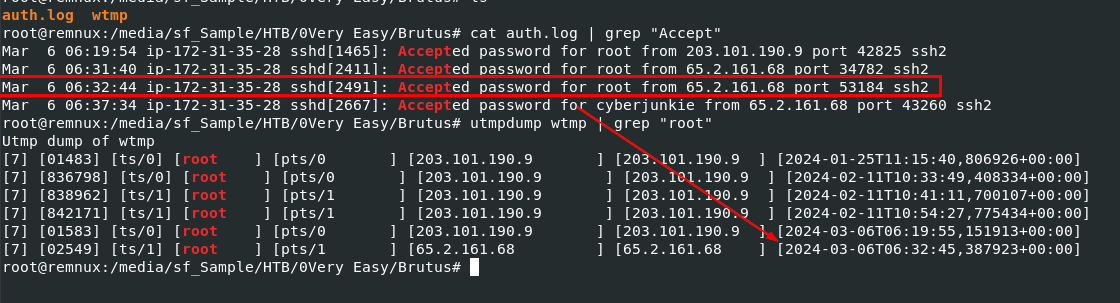 auth.log  wtmp
root@remnux:/media/sf_Sample/HTB/0Very Easy/Brutus# cat auth.log | grep "Accept"
Mar  6 06:19:54 ip-172-31-35-28 sshd[1465]: Accepted password for root from 203.101.190.9 port 42825 ssh2
Mar  6 06:31:40 ip-172-31-35-28 sshd[2411]: Accepted password for root from 65.2.161.68 port 34782 ssh2
Mar  6 06:32:44 ip-172-31-35-28 sshd[2491]: Accepted password for root from 65.2.161.68 port 53184 ssh2
Mar  6 06:37:34 ip-172-31-35-28 sshd[2667]: Accepted password for cyberjunkie from 65.2.161.68 port 43260 ssh2
root@remnux:/media/sf_Sample/HTB/0Very Easy/Brutus# utmpdump wtmp | grep "root"
Utmp dump of wtmp
[7] [01483] [ts/0] [root    ] [pts/0       ] [203.101.190.9       ] [203.101.190.9  ] [2024-01-25T11:15:40,806926+00:00]
[7] [836798] [ts/0] [root    ] [pts/0       ] [203.101.190.9       ] [203.101.190.9  ] [2024-02-11T10:33:49,408334+00:00]
[7] [838962] [ts/1] [root    ] [pts/1       ] [203.101.190.9       ] [203.101.190.9  ] [2024-02-11T10:41:11,700107+00:00]
[7] [842171] [ts/1] [root    ] [pts/1       ] [203.101.190.9       ] [203.101.190.9  ] [2024-02-11T10:54:27,775434+00:00]
[7] [01583] [ts/0] [root    ] [pts/0       ] [203.101.190.9       ] [203.101.190.9  ] [2024-03-06T06:19:55,151913+00:00]
[7] [02549] [ts/1] [root    ] [pts/1       ] [65.2.161.68         ] [65.2.161.68    ] [2024-03-06T06:32:45,387923+00:00]
root@remnux:/media/sf_Sample/HTB/0Very Easy/Brutus#